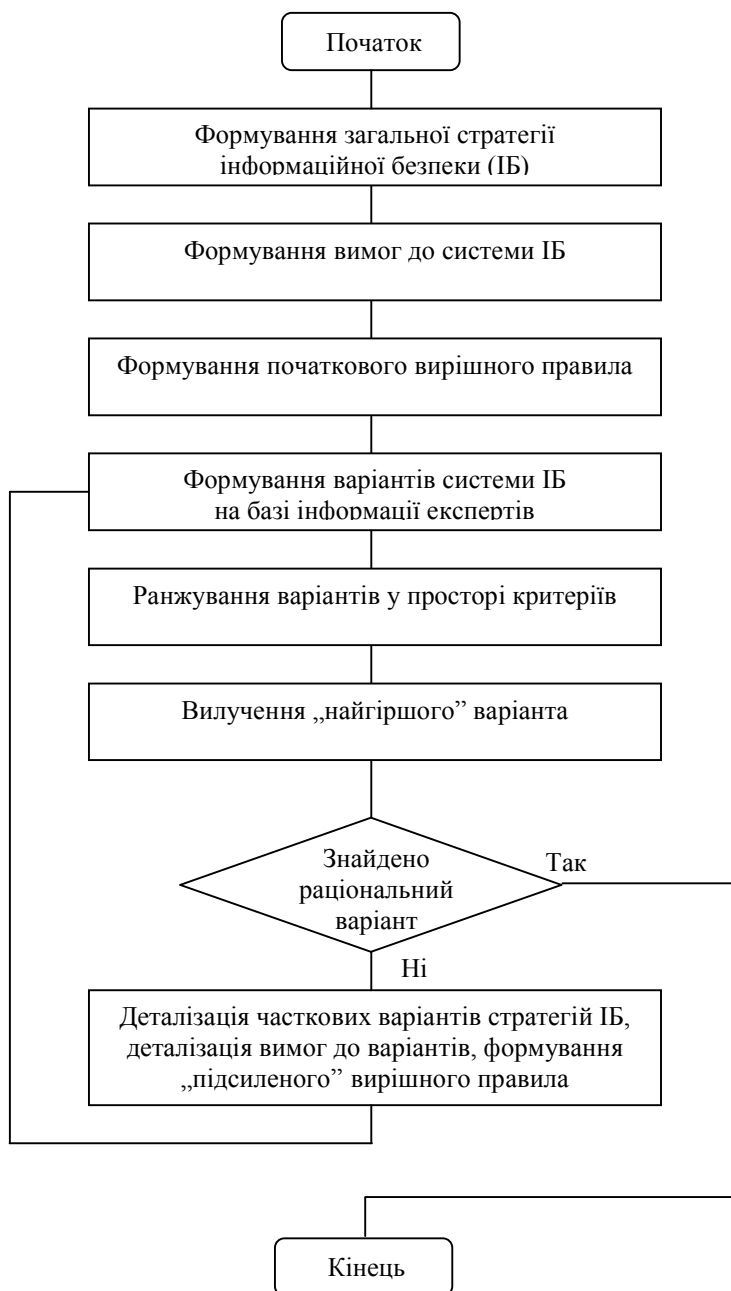 Початок
Формування загальної стратегії
інформаційної безпеки (ІБ)
Формування вимог до системи ІБ
Формування початкового вирішного правила
Формування варіантів системи ІБ
на базі інформації експертів
Ранжування варіантів у просторі критеріїв
Вилучення „найгіршого” варіанта
Знайдено
раціональний
варіант
Так
Ні
Деталізація часткових варіантів стратегій ІБ,
деталізація вимог до варіантів, формування
„підсиленого” вирішного правила
Кінець